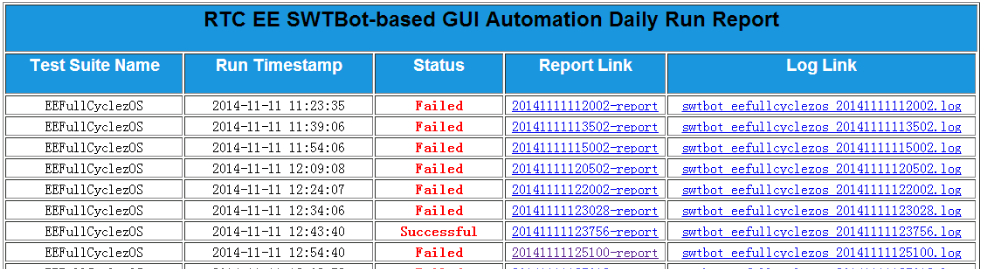 RTC EE SWTBot-based GUI Automation Daily Run Report
Test Suite Name Run Timestamp Status Report Link Log Link
EEFullCyclezOS 2014-11-11 11:23:35 Failed 20141111112002-report swtbot_eefullcyclezos_20141111112002.log
EEFullCyclezOS 2014-11-11 11:39:06 Failed 20141111113502-report swtbot_eefullcyclezos_20141111113502.log
EEFullCyclezOS 2014-11-11 11:54:06 Failed 20141111115002-report swtbot_eefullcyclezos_20141111115002.log
EEFullCyclezOS 2014-11-11 12:09:08 Failed 20141111120502-report swtbot_eefullcyclezos_20141111120502.log
EEFullCyclezOS 2014-11-11 12:24:07 Failed 20141111122002-report swtbot_eefullcyclezos_20141111122002.log
EEFullCyclezOS 2014-11-11 12:34:06 Failed 20141111123028-report swtbot_eefullcyclezos_20141111123028.log
EEFullCyclezOS 2014-11-11 12:43:40 Successful 20141111123756-report swtbot_eefullcyclezos_20141111123756.log
EEFullCyclezOS 2014-11-11 12:54:40 Failed 20141111125100-report swtbot_eefullcyclezos_20141111125100.log